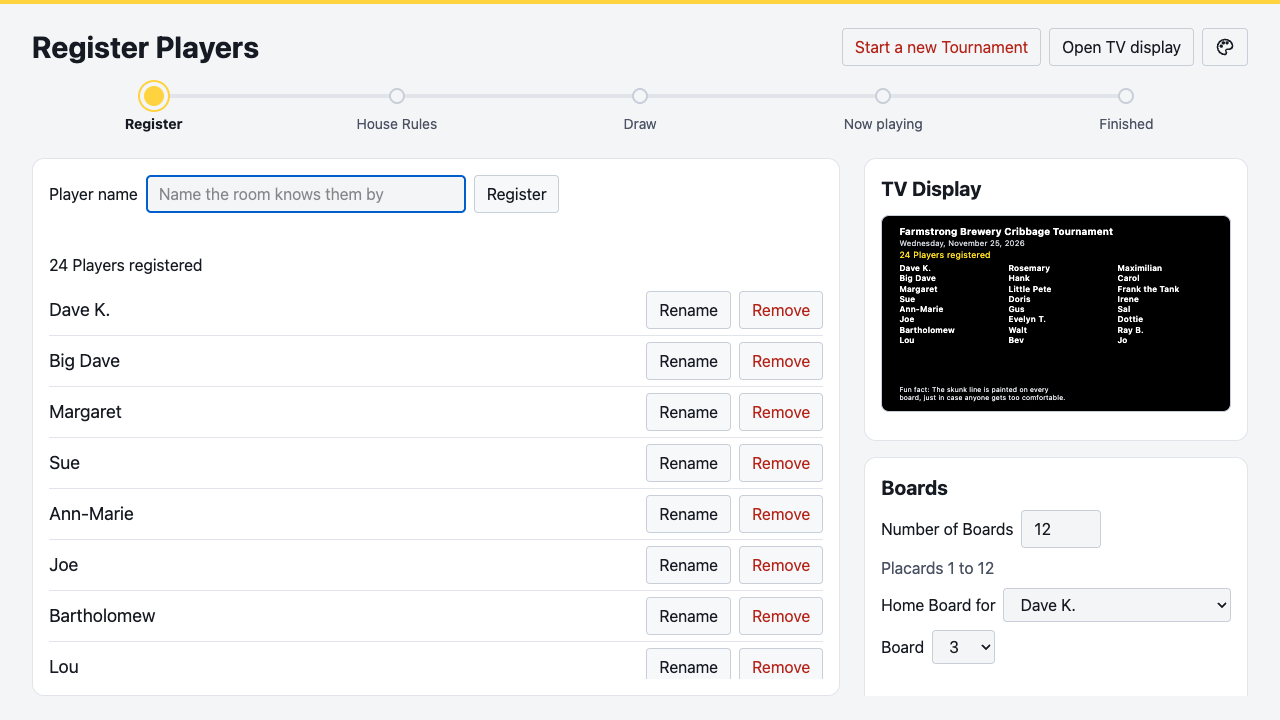 Register Players
Start a new Tournament
Open TV display
Register
House Rules
Draw
Now playing
Finished
Player name
Name the room knows them by
Register
24 Players registered
Dave K.
Rename
Remove
Big Dave
Rename
Remove
Margaret
Rename
Remove
Sue
Rename
Remove
Ann-Marie
Rename
Remove
Joe
Rename
Remove
Bartholomew
Rename
Remove
Lou
Rename
Remove
TV Display
Farmstrong Brewery Cribbage Tournament
Wednesday, November 25, 2026
24 Players registered
Dave K.
Big Dave
Margaret
Sue
Ann-Marie
Joe
Bartholomew
Lou
Rosemary
Hank
Little Pete
Doris
Gus
Evelyn T.
Walt
Bev
Maximilian
Carol
Frank the Tank
Irene
Sal
Dottie
Ray B.
Jo
Fun fact: The skunk line is painted on every
board, just in case anyone gets too comfortable.
Boards
Number of Boards 12
Placards 1 to 12
Home Board for Dave K.
Board 3